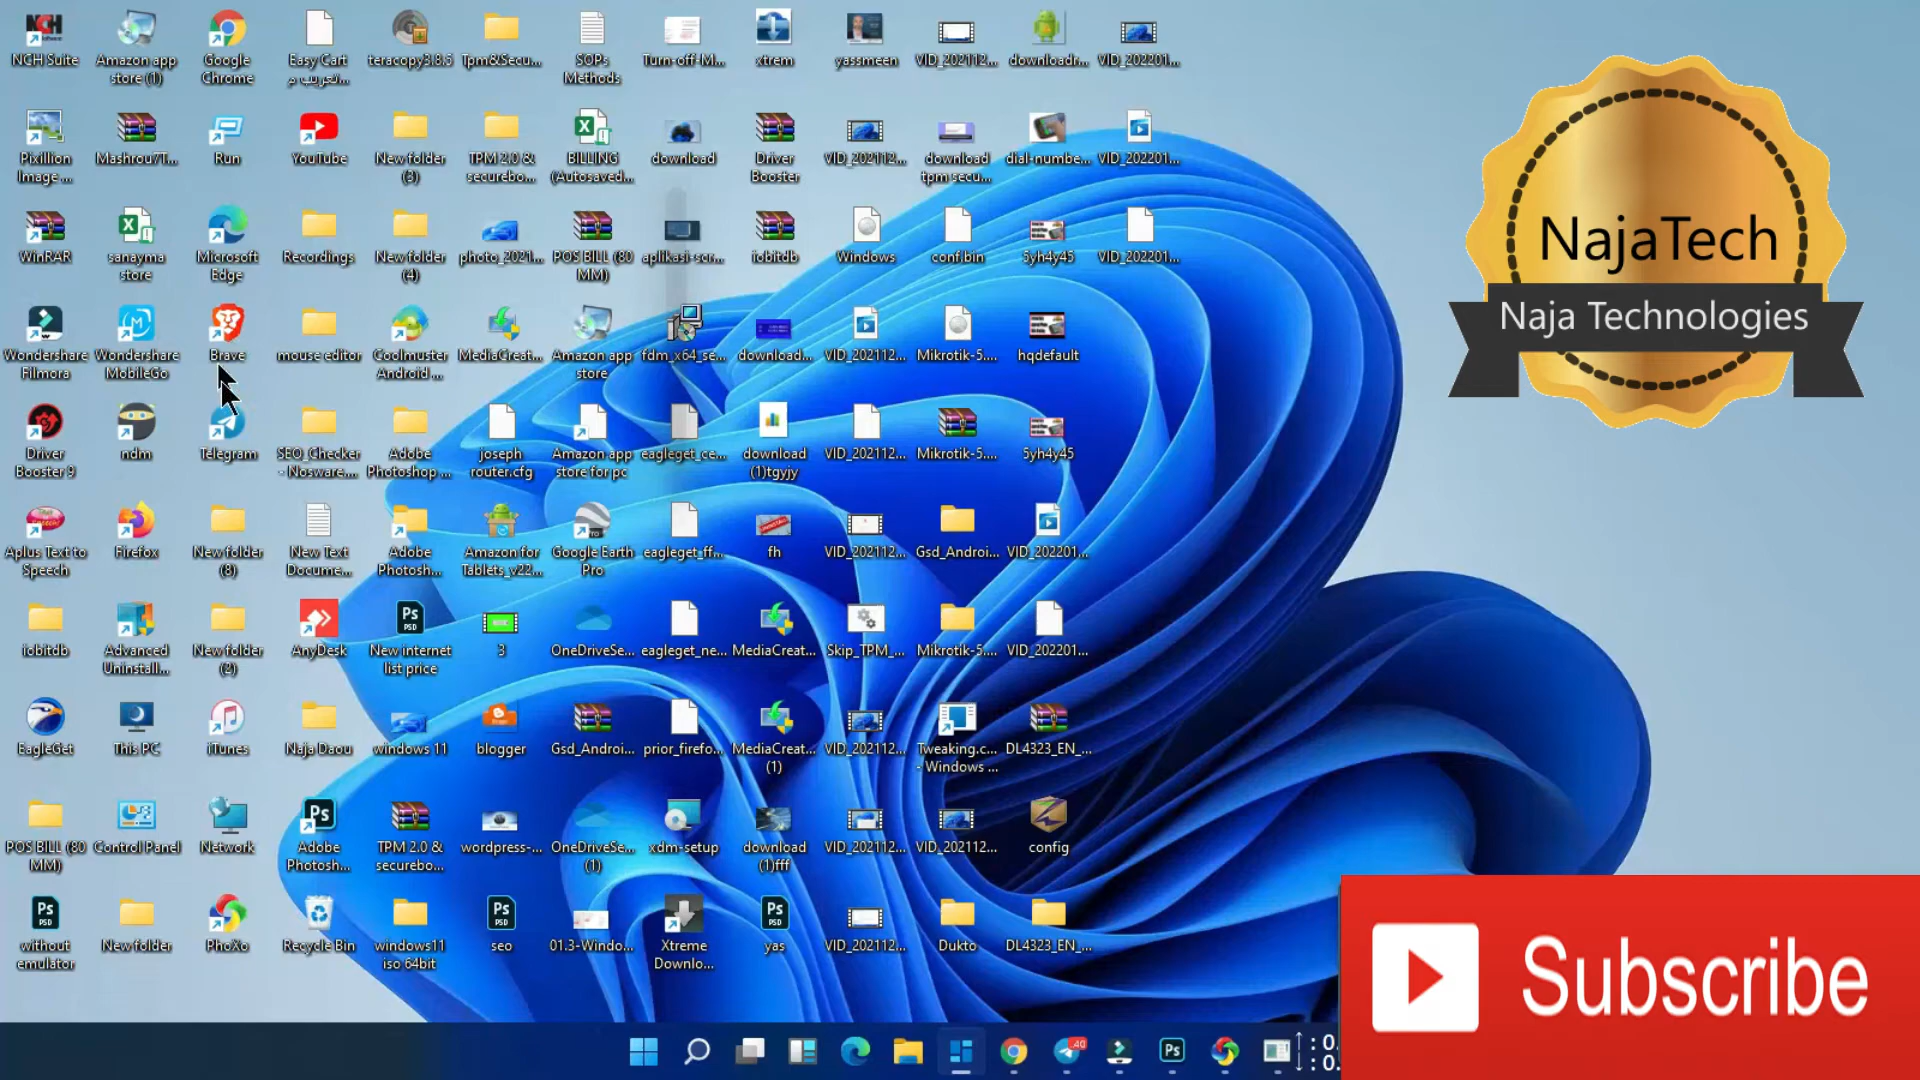 NCH Suite
Amazon app
store (1)
Google
Chrome
Easy Cart
teracopy3.8.5
Tpm&Secu...
SOPs
Methods
Turn-off-M...
xtrem
yassmeen
VID_202112...
downloadr...
VID_202201...
Pixillion
Image ...
Mashrou7T...
Run
YouTube
New folder
(3)
TPM 2.0 &
securebo...
BILLING
(Autosaved...
download
Driver
Booster
VID_202112...
download
tpm secu...
dial-numbe...
VID_202201...
WinRAR
sanayma
store
Microsoft
Edge
Recordings
New folder
(4)
photo_2021...
POS BILL (80
MM)
aplikasi-scr...
iobitdb
Windows
conf.bin
5yh4y45
VID_202201...
NajaTech
Naja Technologies
Wondershare
Filmora
Wondershare
MobileGo
Brave
mouse editor
Coolmuster
Android ...
MediaCreat...
Amazon app
store
fdm_x64_se...
download...
VID_202112...
Mikrotik-5....
hqdefault
Driver
Booster 9
ndm
Telegram
SEO_Checker
- Nosware....
Adobe
Photoshop ...
joseph
router.cfg
Amazon app
store for pc
eagleget_ce...
download
(1)tgyjy
VID_202112...
Mikrotik-5....
5yh4y45
Aplus Text to
Speech
Firefox
New folder
(8)
New Text
Docume...
Adobe
Photosh...
Amazon for
Tablets_v22...
Google Earth
Pro
eagleget_ff...
fh
VID_202112...
Gsd_Androi...
VID_202201...
iobitdb
Advanced
Uninstall...
New folder
(2)
AnyDesk
New internet
list price
3
OneDriveSe...
eagleget_ne...
MediaCreat...
Skip_TPM_...
Mikrotik-5....
VID_202201...
EagleGet
This PC
iTunes
Naja Daou
windows 11
blogger
Gsd_Androi...
prior_firefo...
MediaCreat...
(1)
VID_202112...
Tweaking.c...
- Windows ...
DL4323_EN_...
POS BILL (80
MM)
Control Panel
Network
Adobe
Photosh...
TPM 2.0 &
securebo...
wordpress-...
OneDriveSe...
(1)
xdm-setup
download
(1)fff
VID_202112...
VID_202112...
config
without
emulator
New folder
PhoXo
Recycle Bin
windows11
iso 64bit
seo
01.3-Windo...
Xtreme
Downlo...
yas
VID_202112...
Dukto
DL4323_EN_...
Subscribe
40
Ps